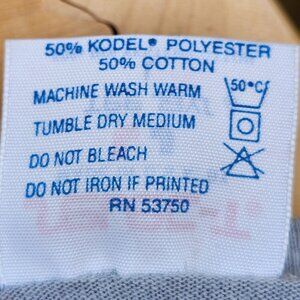 50% KODEL® POLYESTER
50% COTTON
MACHINE WASH WARM 50°C
TUMBLE DRY MEDIUM
DO NOT BLEACH
DO NOT IRON IF PRINTED
RN 53750